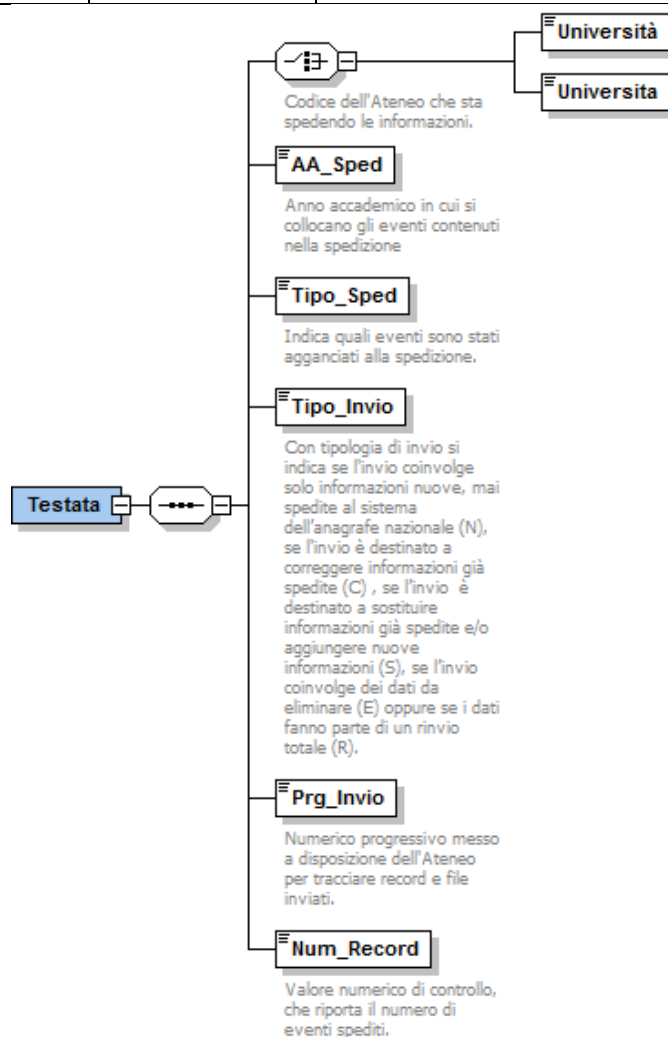 Università
Universita
Codice dell'Ateneo che sta
spedendo le informazioni.
AA_Sped
Anno accademico in cui si
collocano gli eventi contenuti
nella spedizione
Tipo_Sped
Indica quali eventi sono stati
agganciati alla spedizione.
Tipo_Invio
Con tipologia di invio si
indica se l'invio coinvolge
solo informazioni nuove, mai
spedite al sistema
dell'anagrafe nazionale (N),
se l'invio è destinato a
correggere informazioni già
spedite (C) , se l'invio  è
destinato a sostituire
informazioni già spedite e/o
aggiungere nuove
informazioni (S), se l'invio
coinvolge dei dati da
eliminare (E) oppure se i dati
fanno parte di un rinvio
totale (R).
Testata
Prg_Invio
Numerico progressivo messo
a disposizione dell'Ateneo
per tracciare record e file
inviati.
Num_Record
Valore numerico di controllo,
che riporta il numero di
eventi spediti.